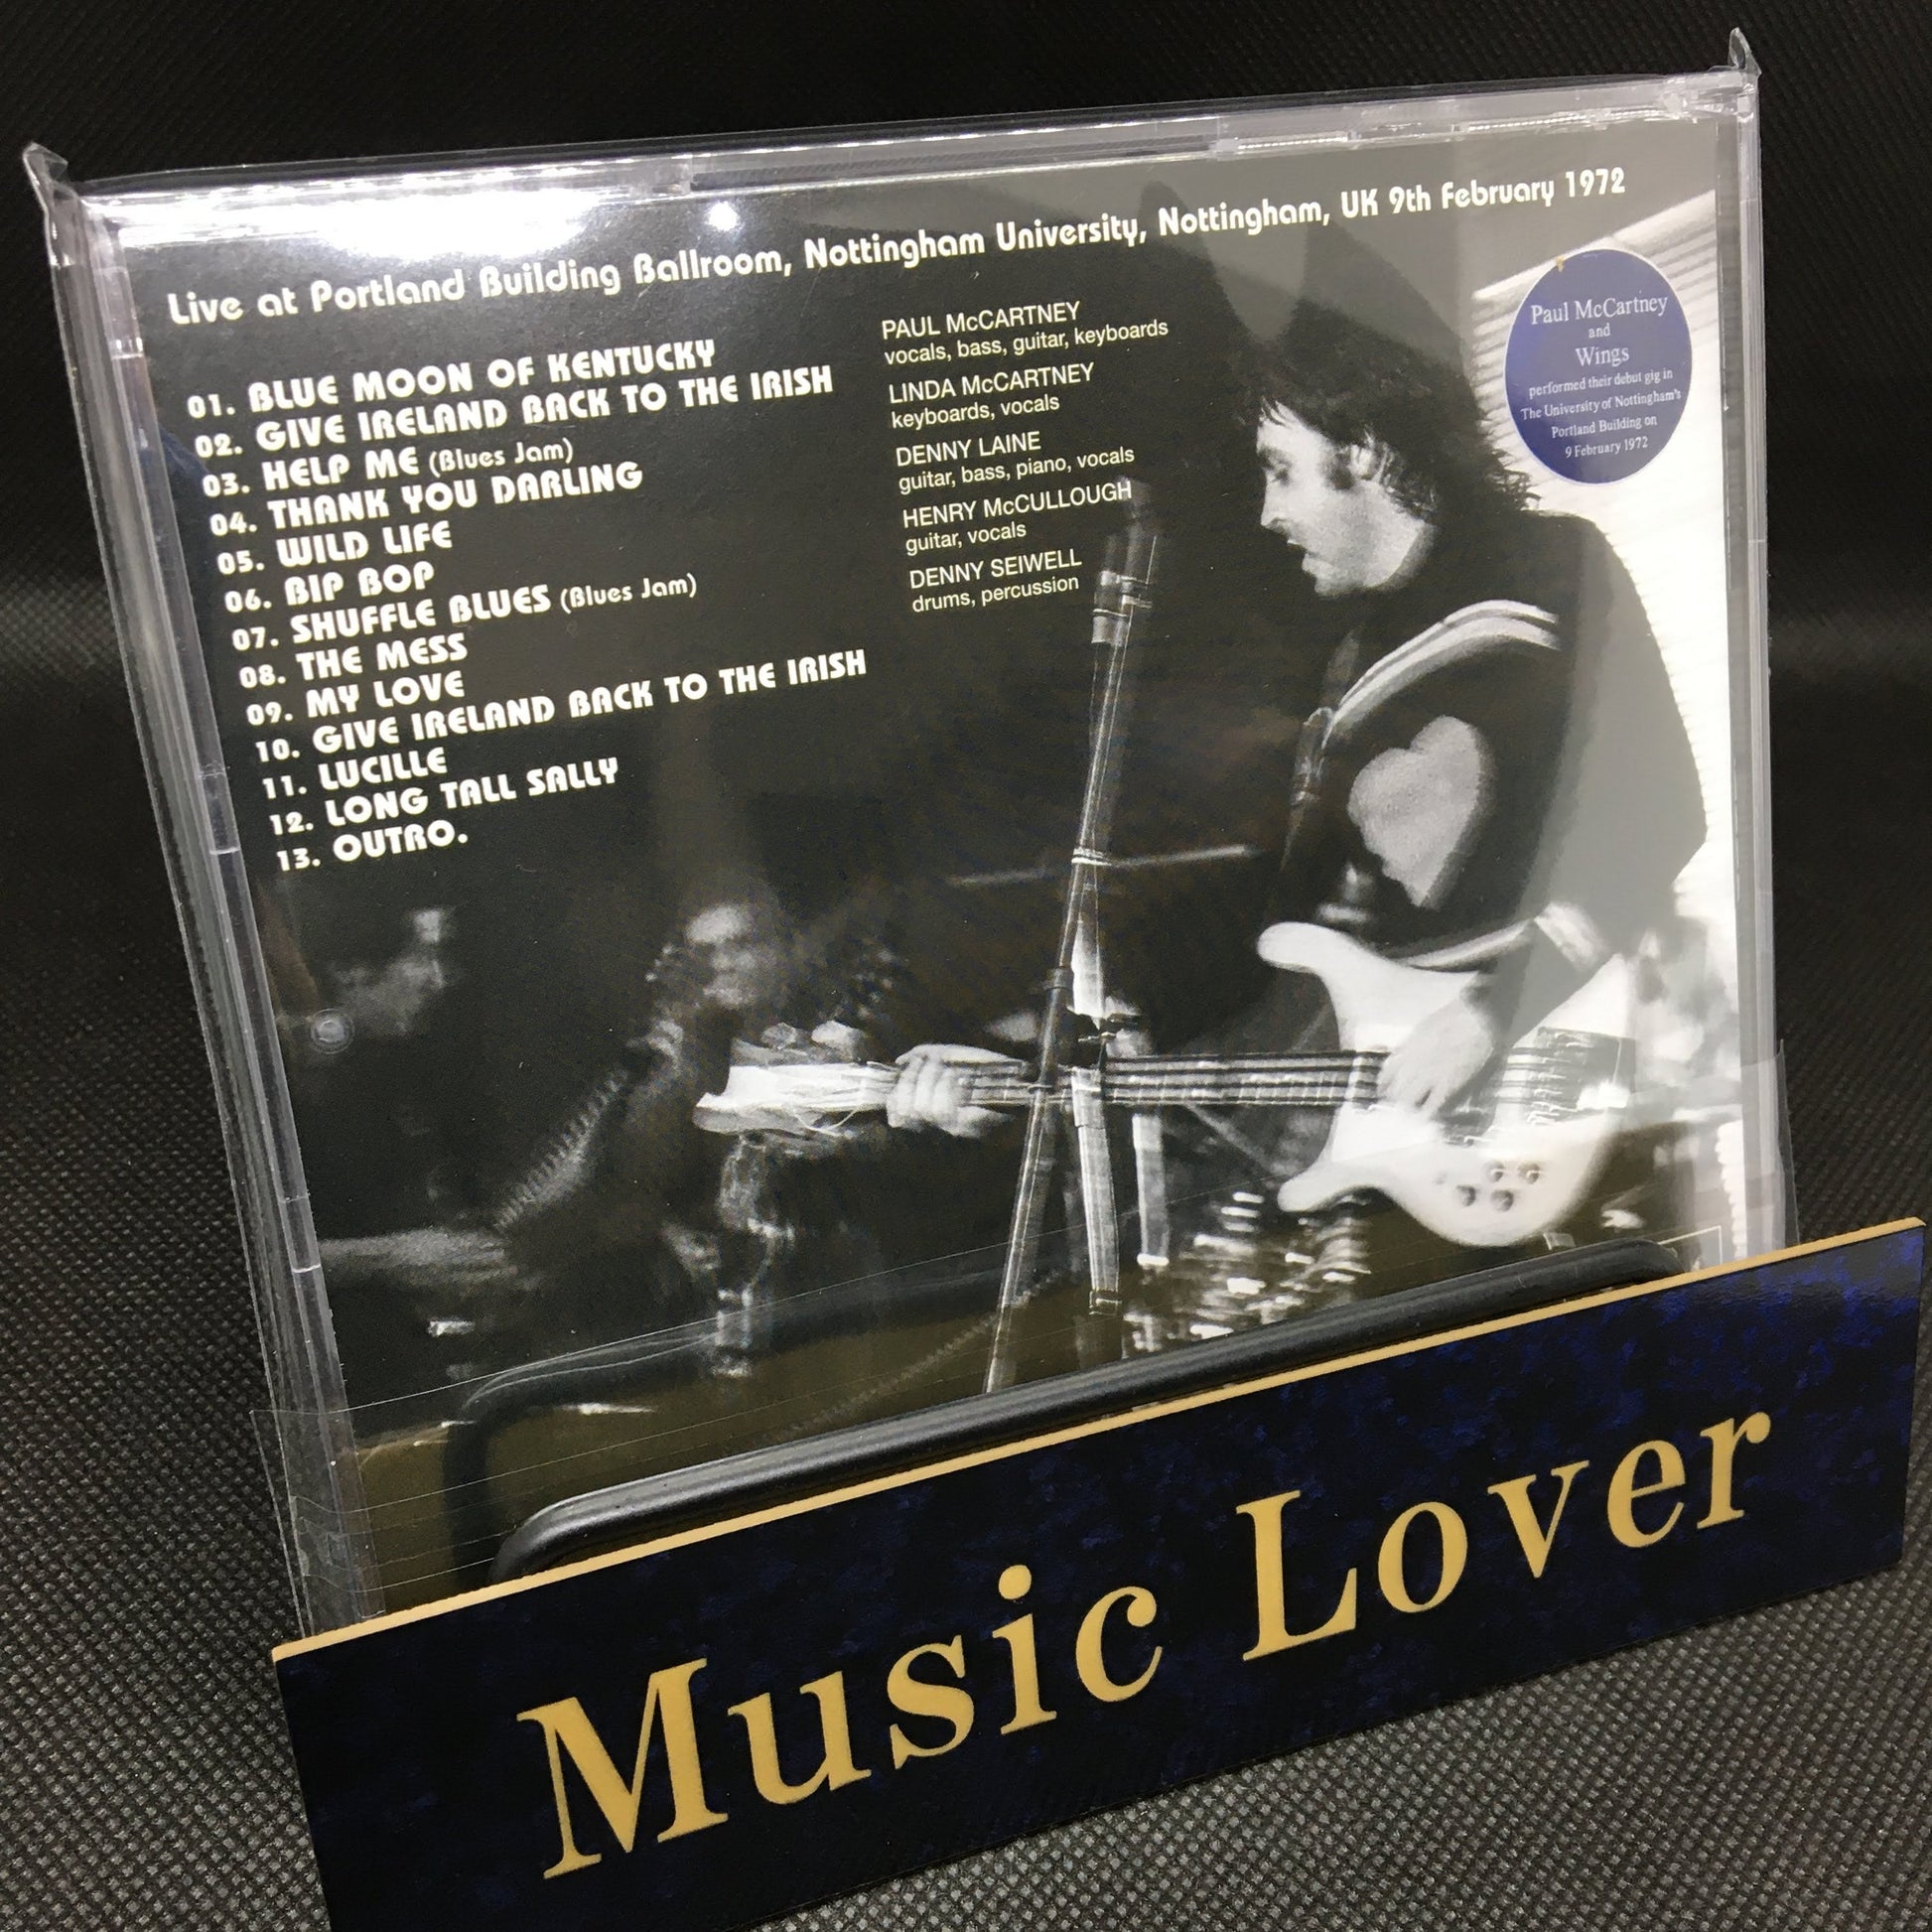 Live at Portland Building Ballroom, Nottingham University, Nottingham, UK 9th February 1972
01. BLUE MOON OF KENTUCKY
02. GIVE IRELAND BACK TO THE IRISH
03. HELP ME (Blues Jam)
04. THANK YOU DARLING
05. WILD LIFE
06. BIP BOP
07. SHUFFLE BLUES (Blues Jam)
08. THE MESS
09. MY LOVE
10. GIVE IRELAND BACK TO THE IRISH
11. LUCILLE
12. LONG TALL SALLY
13. OUTRO.
PAUL McCARTNEY
vocals, bass, guitar, keyboards
LINDA McCARTNEY
keyboards, vocals
DENNY LAINE
guitar, bass, piano, vocals
HENRY McCULLOUGH
guitar, vocals
DENNY SEIWELL
drums, percussion
Paul McCartney
and
Wings
performed their debut gig in
The University of Nottingham's
Portland Building on
9 February 1972
Music Lover